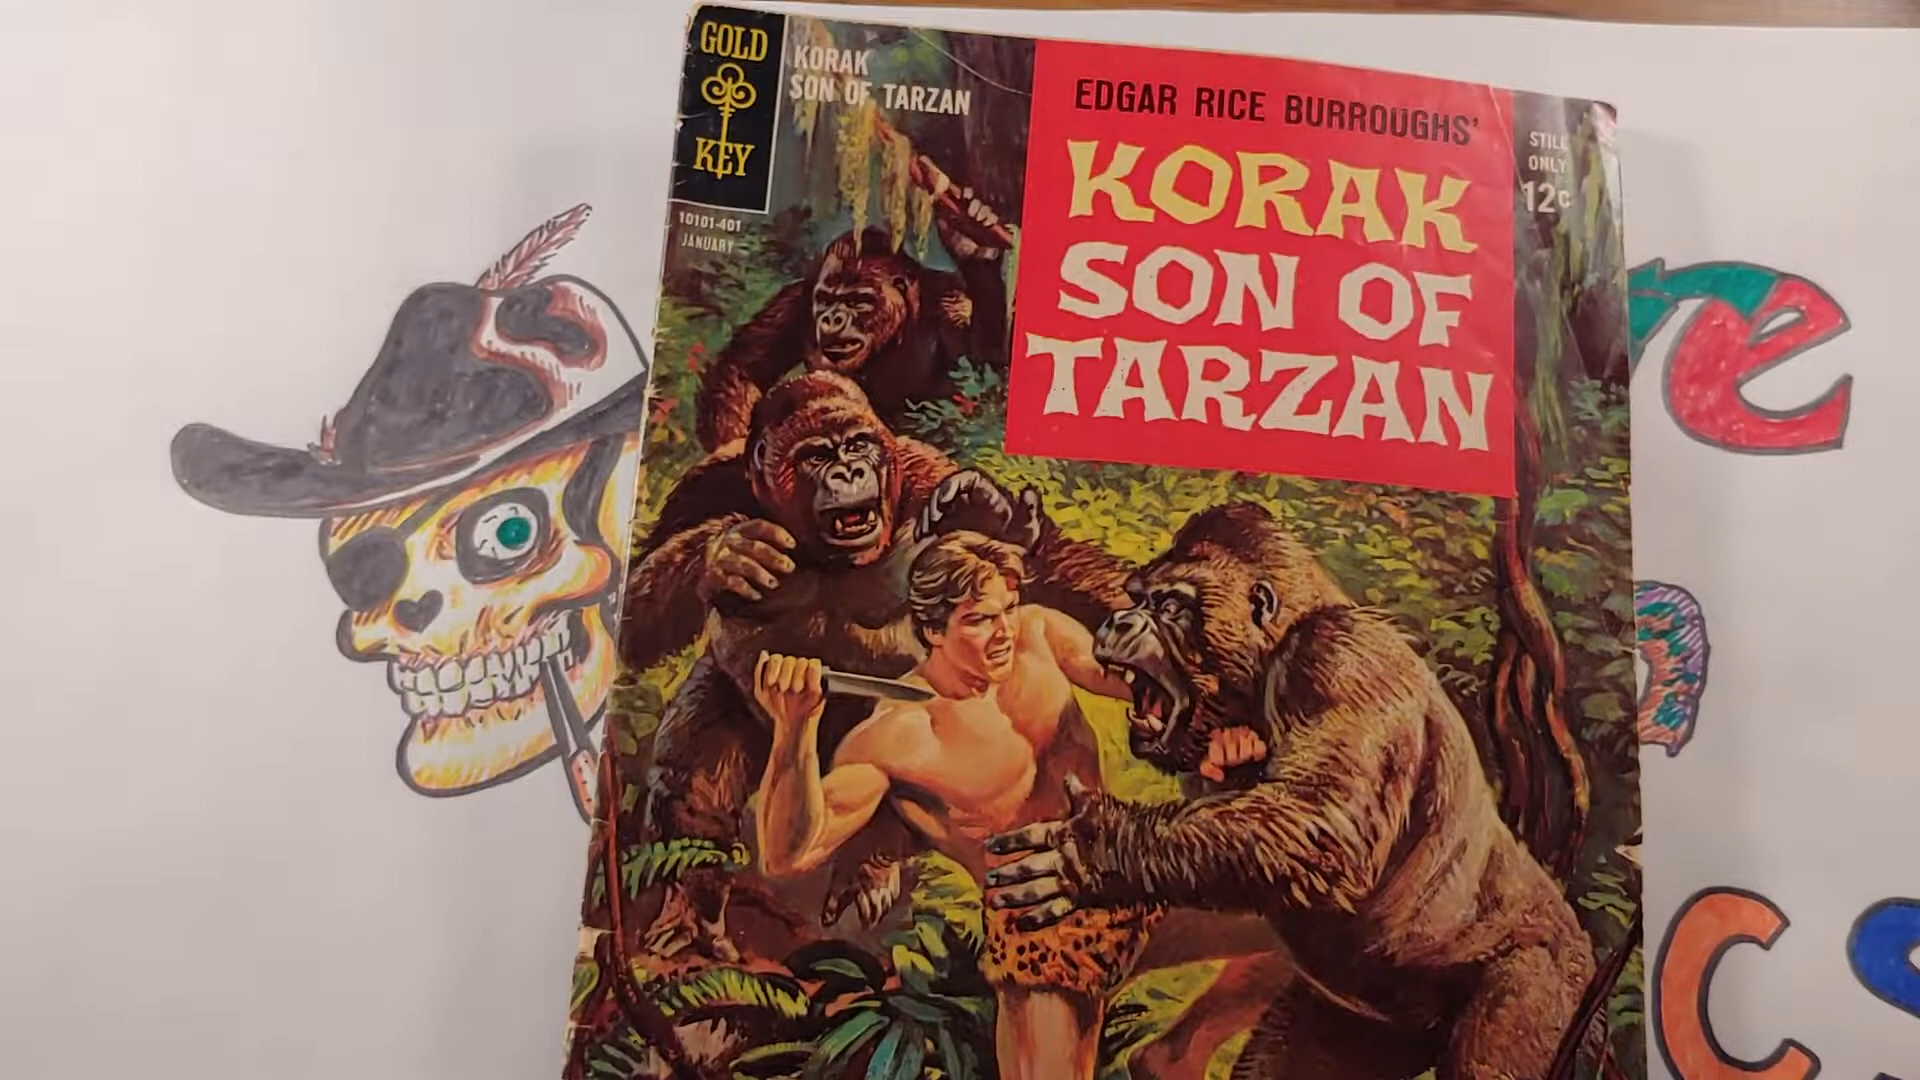 GOLD
KEY
KORAK
SON OF TARZAN
10101-401
JANUARY
EDGAR RICE BURROUGHS'
KORAK
SON OF
TARZAN
STILL
ONLY
12¢